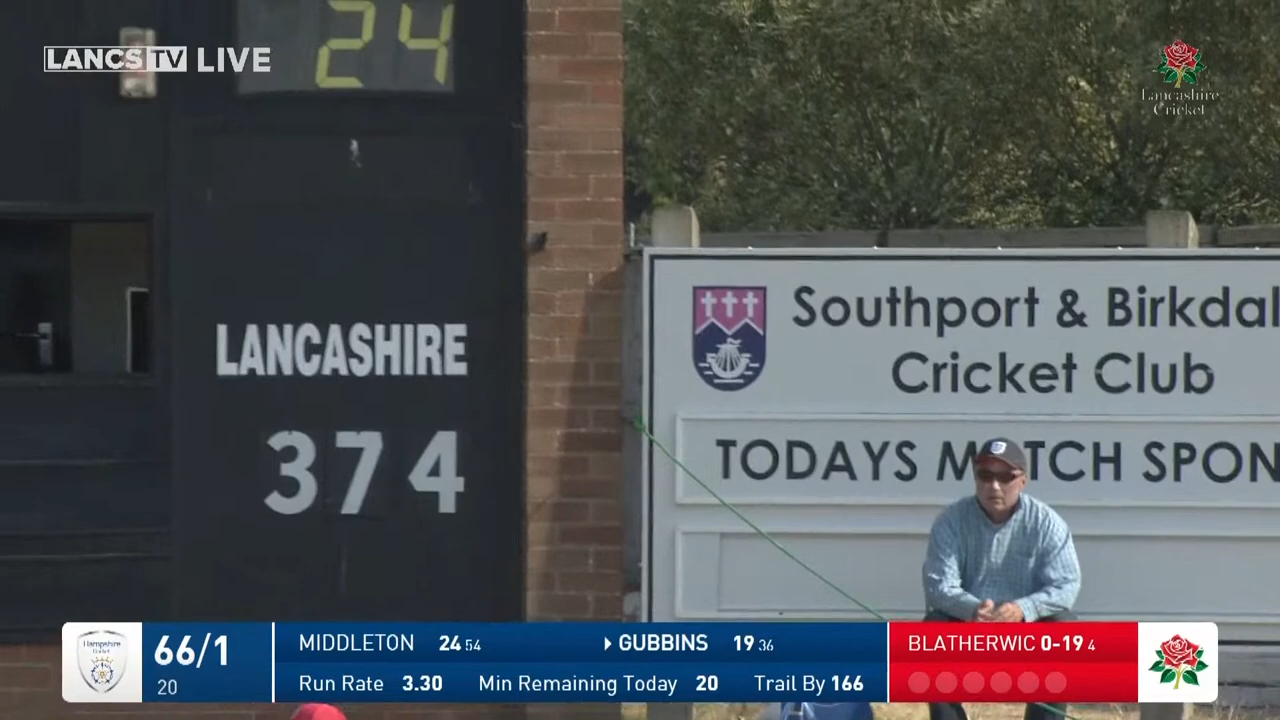 LANCS TV LIVE
24
Lancashire
Cricket
LANCASHIRE
374
Southport & Birkdal
Cricket Club
TODAYS M TCH SPON
Hampshire
Cricket
66/1
20
MIDDLETON 24 54
GUBBINS 19 36
Run Rate 3.30 Min Remaining Today 20 Trail By 166
BLATHERWIC 0-19 4